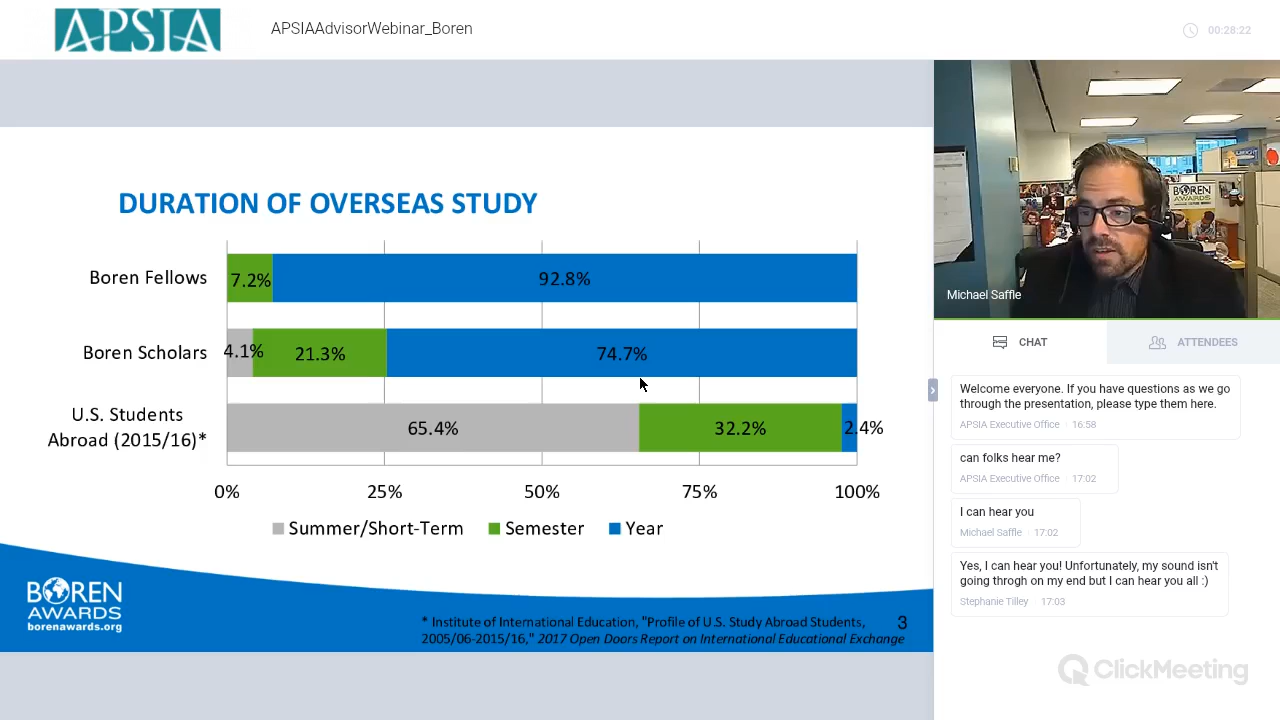 APSIA
APSIAAdvisorWebinar_Boren
00:28:22
DURATION OF OVERSEAS STUDY
Boren Fellows
7.2%
92.8%
Boren Scholars
4.1%
21.3%
74.7%
U.S. Students
Abroad (2015/16)*
65.4%
32.2%
2.4%
0%
25%
50%
75%
100%
Summer/Short-Term
Semester
Year
BOREN
AWARDS
borenawards.org
* Institute of International Education, "Profile of U.S. Study Abroad Students,
2005/06-2015/16," 2017 Open Doors Report on International Educational Exchange
3
BOREN
AWARDS
Michael Saffle
CHAT
ATTENDEES
Welcome everyone. If you have questions as we go
through the presentation, please type them here.
APSIA Executive Office · 16:58
can folks hear me?
APSIA Executive Office · 17:02
I can hear you
Michael Saffle · 17:02
Yes, I can hear you! Unfortunately, my sound isn't
going throgh on my end but I can hear you all :)
Stephanie Tilley · 17:03
ClickMeeting